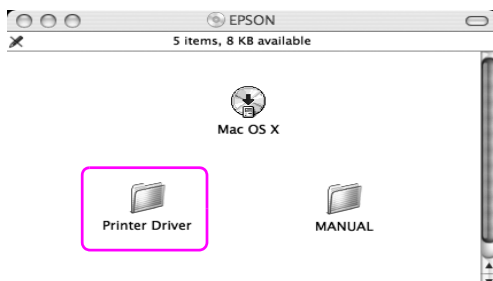 EPSON
5 items, 8 KB available
Mac OS X
Printer Driver
MANUAL